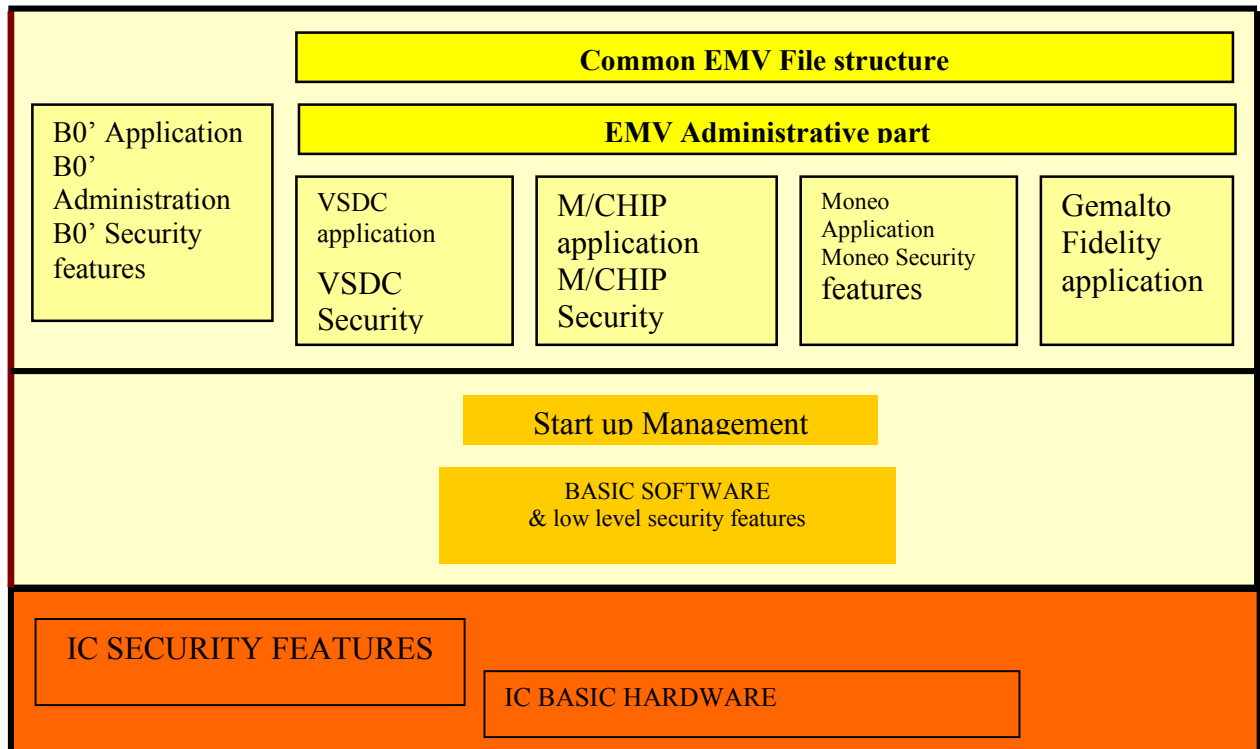 Common EMV File structure
EMV Administrative part
B0’ Application
B0’
Administration
B0’ Security
features
VSDC
application
VSDC
Security
M/CHIP
application
M/CHIP
Security
Moneo
Application
Moneo Security
features
Gemalto
Fidelity
application
Start up Management
BASIC SOFTWARE
& low level security features
IC SECURITY FEATURES
IC BASIC HARDWARE